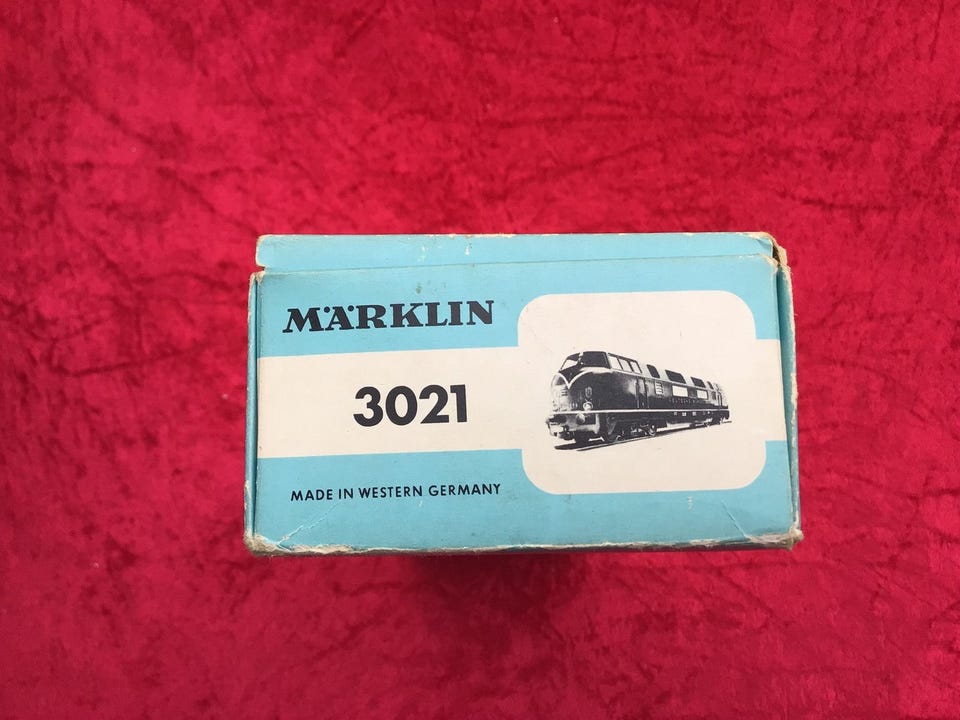 MÄRKLIN
3021
MADE IN WESTERN GERMANY